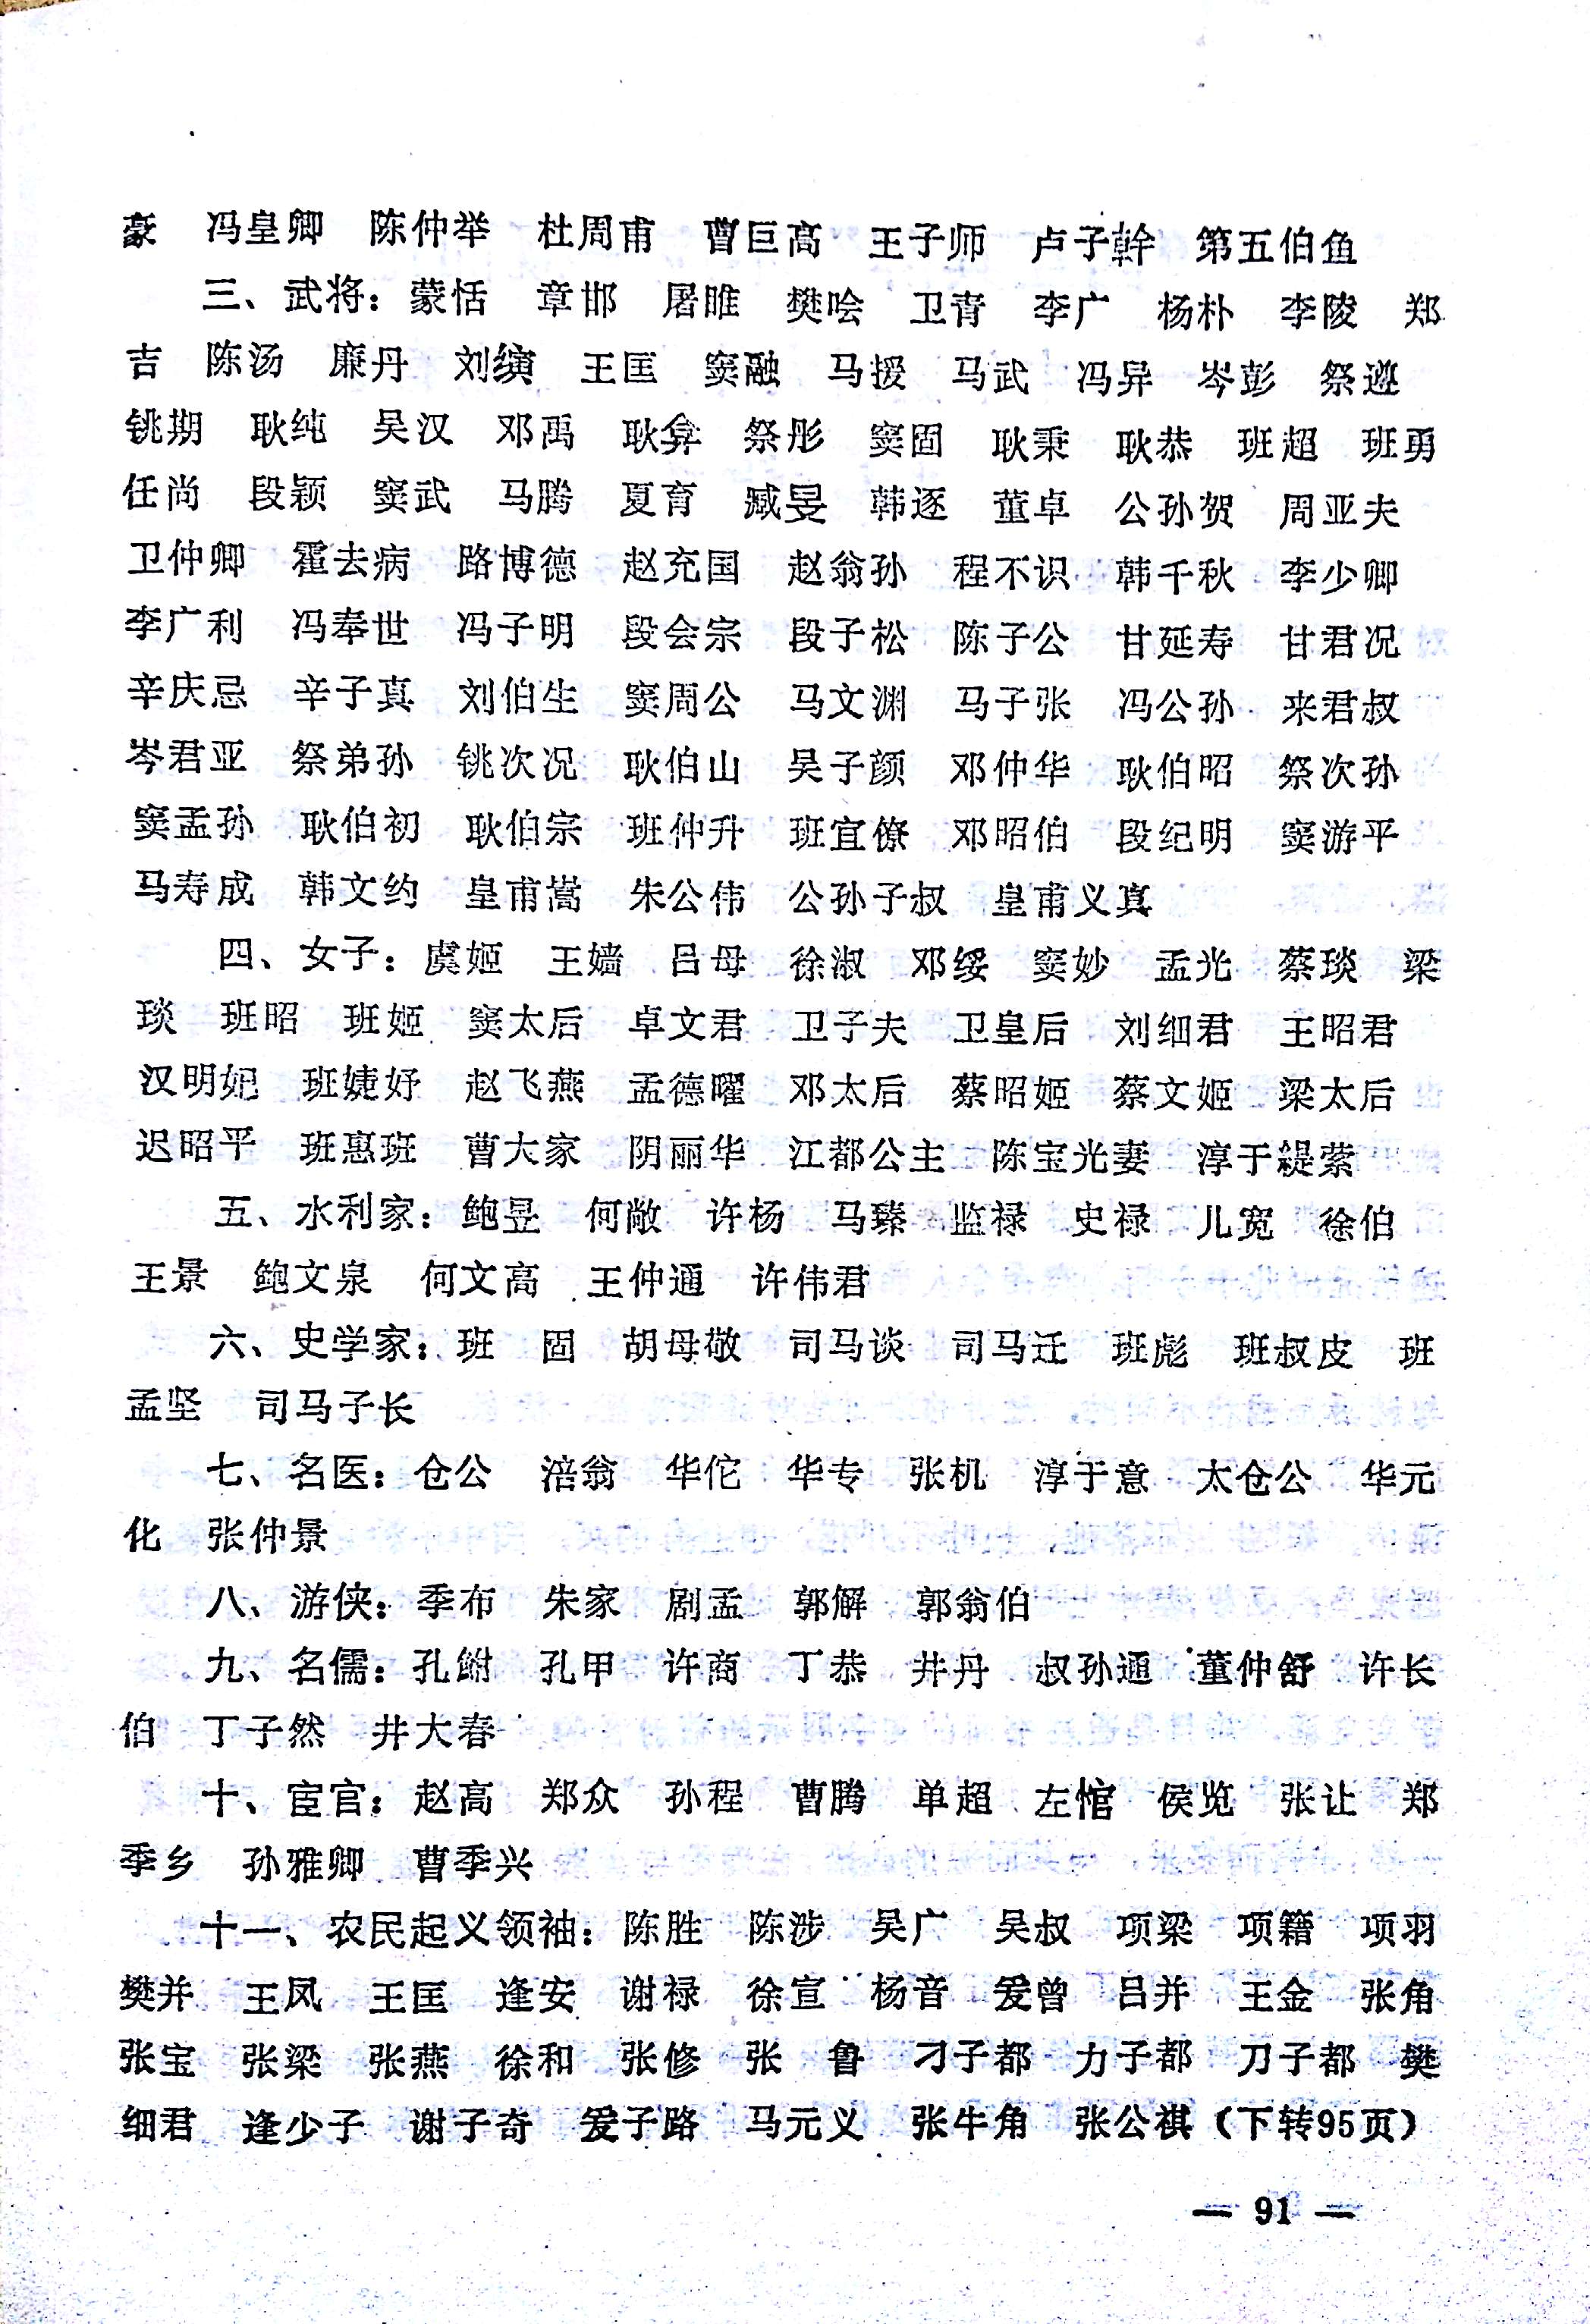 豪 冯皇卿 陈仲举 杜周甫 曹巨高 王子师 卢子幹 第五伯鱼
三、武将：蒙恬 章邯 屠睢 樊哙 卫青 李广 杨朴 李陵 郑
吉 陈汤 廉丹 刘縯 王匡 窦融 马援 马武 冯异 岑彭 祭遵
铫期 耿纯 吴汉 邓禹 耿弇 祭彤 窦固 耿秉 耿恭 班超 班勇
任尚 段颎 窦武 马腾 夏育 臧旻 韩逐 董卓 公孙贺 周亚夫
卫仲卿 霍去病 路博德 赵充国 赵翁孙 程不识 韩千秋 李少卿
李广利 冯奉世 冯子明 段会宗 段子松 陈子公 甘延寿 甘君况
辛庆忌 辛子真 刘伯生 窦周公 马文渊 马子张 冯公孙 来君叔
岑君亚 祭弟孙 铫次况 耿伯山 吴子颜 邓仲华 耿伯昭 祭次孙
窦孟孙 耿伯初 耿伯宗 班仲升 班宜僚 邓昭伯 段纪明 窦游平
马寿成 韩文约 皇甫嵩 朱公伟 公孙子叔 皇甫义真
四、女子：虞姬 王嫱 吕母 徐淑 邓绥 窦妙 孟光 蔡琰 梁
琰 班昭 班姬 窦太后 卓文君 卫子夫 卫皇后 刘细君 王昭君
汉明妃 班婕妤 赵飞燕 孟德曜 邓太后 蔡昭姬 蔡文姬 梁太后
迟昭平 班惠班 曹大家 阴丽华 江都公主 陈宝光妻 淳于缇萦
五、水利家：鲍昱 何敞 许杨 马臻 监禄 史禄 儿宽 徐伯
王景 鲍文泉 何文高 王仲通 许伟君
六、史学家：班 固 胡母敬 司马谈 司马迁 班彪 班叔皮 班
孟坚 司马子长
七、名医：仓公 涪翁 华佗 华专 张机 淳于意 太仓公 华元
化 张仲景
八、游侠：季布 朱家 剧孟 郭解 郭翁伯
九、名儒：孔鲋 孔甲 许商 丁恭 井丹 叔孙通 董仲舒 许长
伯 丁子然 井大春
十、宦官：赵高 郑众 孙程 曹腾 单超 左悺 侯览 张让 郑
季乡 孙雅卿 曹季兴
十一、农民起义领袖：陈胜 陈涉 吴广 吴叔 项梁 项籍 项羽
樊并 王凤 王匡 逢安 谢禄 徐宣 杨音 爰曾 吕并 王金 张角
张宝 张梁 张燕 徐和 张修 张 鲁 刁子都 力子都 刀子都 樊
细君 逢少子 谢子奇 爰子路 马元义 张牛角 张公祺（下转95页）
— 91 —